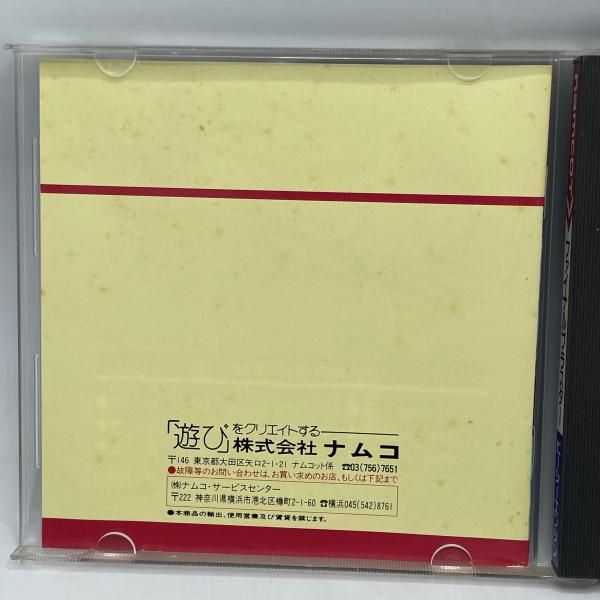 「遊び」をクリエイトする
株式会社 ナムコ
〒146 東京都大田区矢口2-1-21 ナムコット係 ☎03(756)7651
●故障等のお問い合わせは、お買い求めのお店、もしくは下記まで
㈱ナムコ・サービスセンター
〒222 神奈川県横浜市港北区樽町2-1-60 ☎横浜045(542)8761
●本商品の輸出、使用営業及び賃貸を禁じます。
namcot